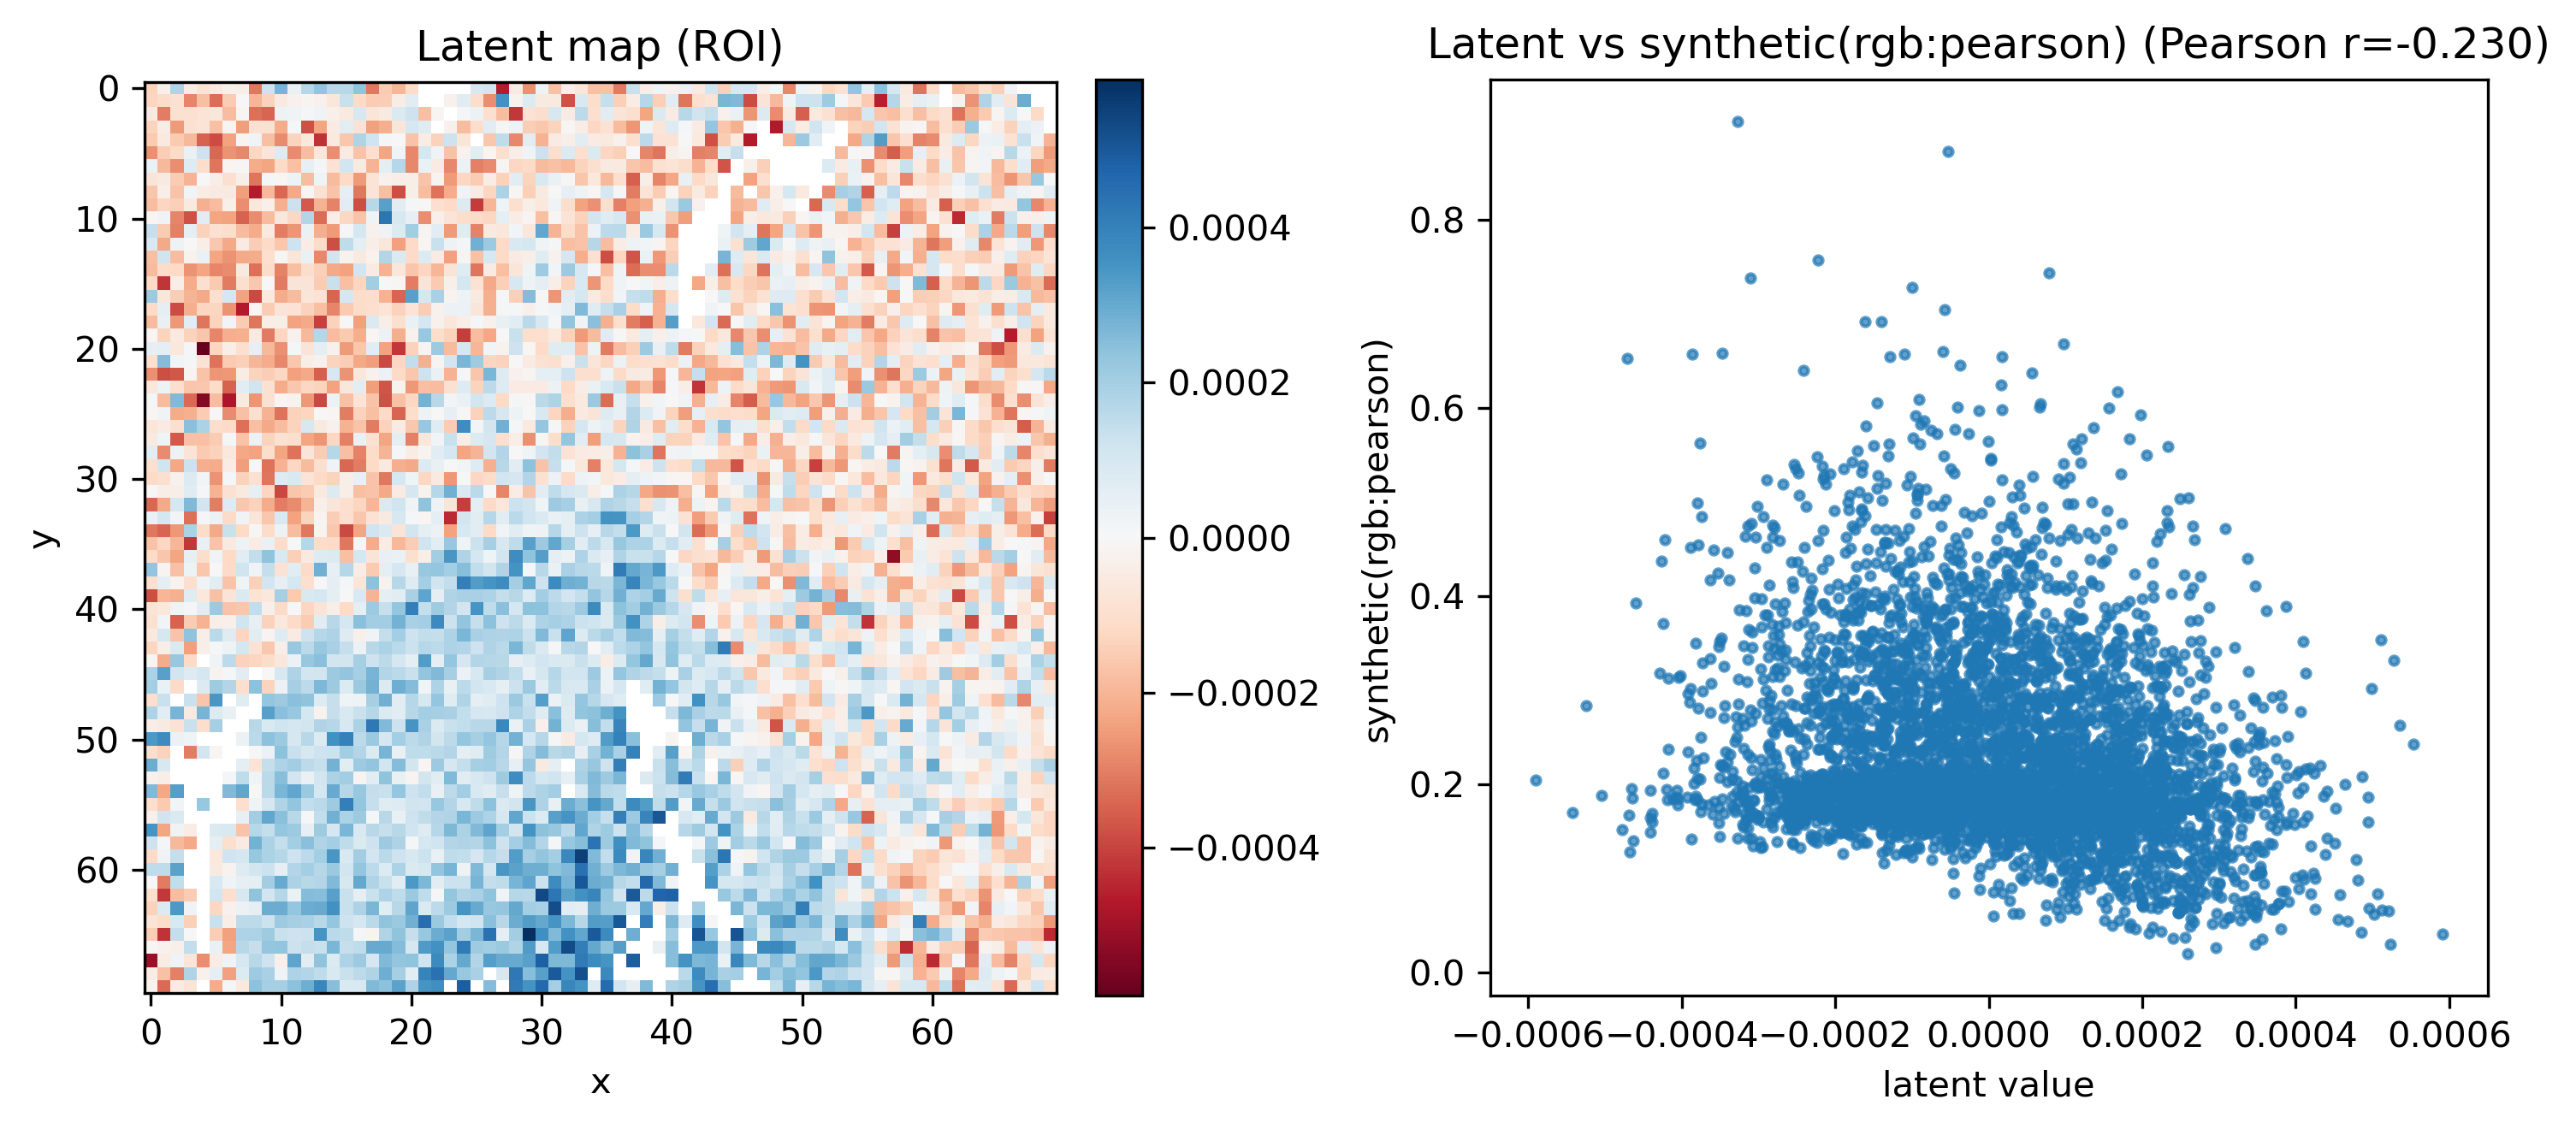 Latent map (ROI)
0
10
20
30
40
50
60
y
0 10 20 30 40 50 60
x
0.0004
0.0002
0.0000
−0.0002
−0.0004
Latent vs synthetic(rgb:pearson) (Pearson r=-0.230)
0.8
0.6
0.4
0.2
0.0
synthetic(rgb:pearson)
−0.0006 −0.0004 −0.0002 0.0000 0.0002 0.0004 0.0006
latent value